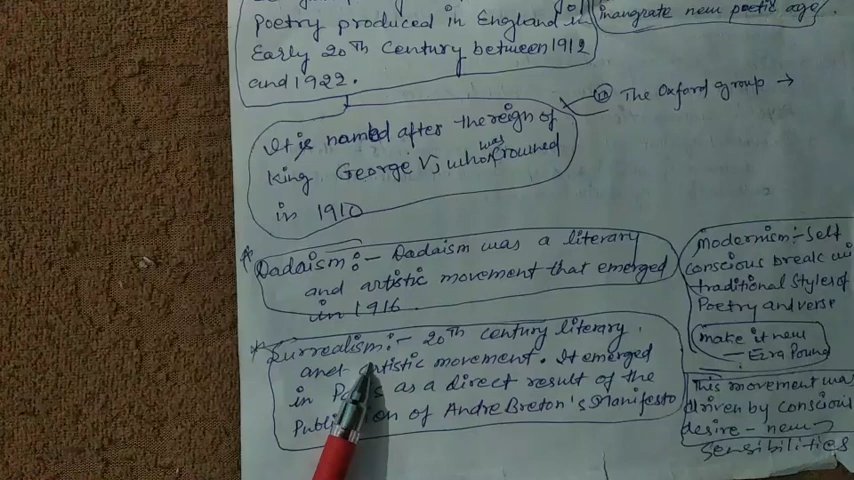 Poetry produced in England in
Early 20th Century between 1912
and 1922.
inangrate new poetic age.
It is named after the reign of
King George V, who was crowned
in 1910
The Oxford group →
* Dadaism:- Dadaism was a literary
and artistic movement that emerged
in 1916.
* Surrealism:- 20th century literary
and artistic movement. It emerged
in as a direct result of the
of Andre Breton's Manifesto
Modernism:- Self
conscious break
traditional Styles of
Poetry and verse
make it new
- Ezra Pound
This movement was
driven by conscious
desire - new
Sensibilities